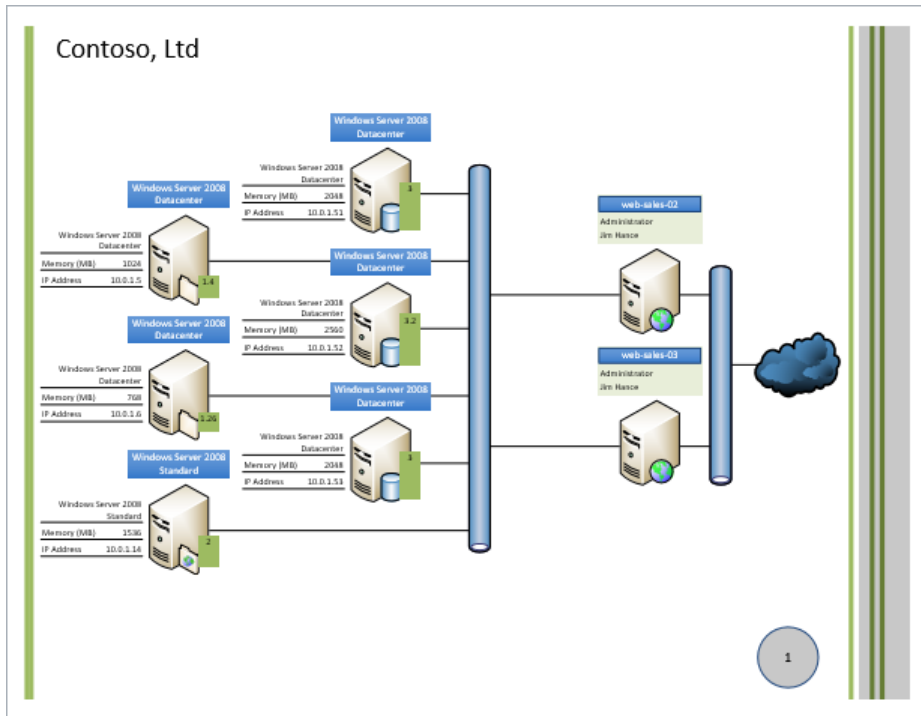 Contoso, Ltd
Windows Server 2008
Datacenter
Windows Server 2008
Datacenter
Memory (MB) 2048
IP Address 10.0.1.51
3
Windows Server 2008
Datacenter
Windows Server 2008
Datacenter
Memory (MB) 1024
IP Address 10.0.1.5
1.4
Windows Server 2008
Datacenter
Windows Server 2008
Datacenter
Memory (MB) 2560
IP Address 10.0.1.52
3.2
Windows Server 2008
Datacenter
Windows Server 2008
Datacenter
Memory (MB) 768
IP Address 10.0.1.6
1.26
Windows Server 2008
Datacenter
Windows Server 2008
Datacenter
Memory (MB) 2048
IP Address 10.0.1.53
3
Windows Server 2008
Standard
Windows Server 2008
Standard
Memory (MB) 1536
IP Address 10.0.1.14
2
web-sales-02
Administrator
Jim Hance
web-sales-03
Administrator
Jim Hance
1